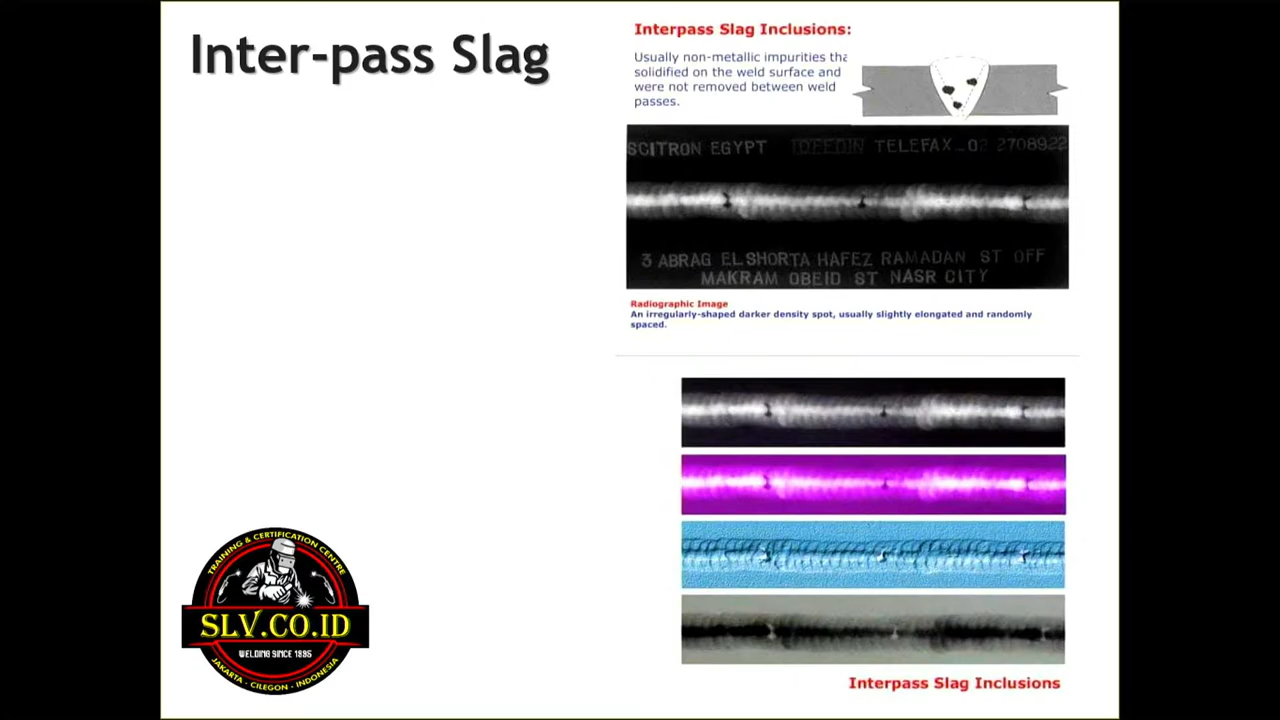 Inter-pass Slag
Interpass Slag Inclusions:
Usually non-metallic impurities tha
solidified on the weld surface and
were not removed between weld
passes.
SCITRON EGYPT TELEFAX_02 2708922
3 ABRAG EL SHORTA HAFEZ RAMADAN ST OFF
MAKRAM OBEID ST NASR CITY
Radiographic Image
An irregularly-shaped darker density spot, usually slightly elongated and randomly
spaced.
TRAINING & CERTIFICATION CENTRE
SLV.CO.ID
WELDING SINCE 1995
JAKARTA - CILEGON - INDONESIA
Interpass Slag Inclusions